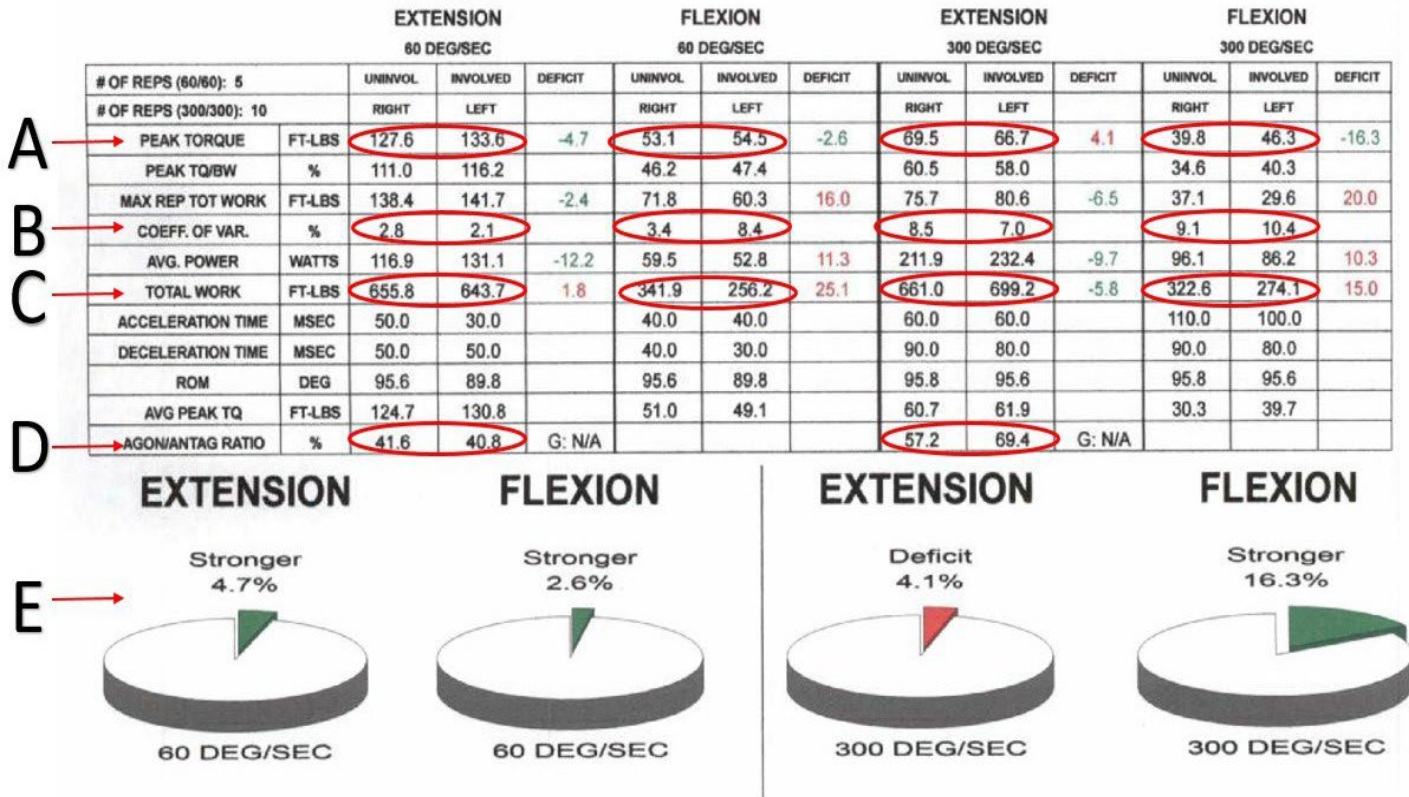 EXTENSION FLEXION EXTENSION FLEXION
60 DEG/SEC 60 DEG/SEC 300 DEG/SEC 300 DEG/SEC
# OF REPS (60/60): 5 UNINVOL INVOLVED DEFICIT UNINVOL INVOLVED DEFICIT UNINVOL INVOLVED DEFICIT UNINVOL INVOLVED DEFICIT
# OF REPS (300/300): 10 RIGHT LEFT RIGHT LEFT RIGHT LEFT RIGHT LEFT
A PEAK TORQUE FT-LBS 127.6 133.6 -4.7 53.1 54.5 -2.6 69.5 66.7 4.1 39.8 46.3 -16.3
PEAK TQ/BW % 111.0 116.2 46.2 47.4 60.5 58.0 34.6 40.3
MAX REP TOT WORK FT-LBS 138.4 141.7 -2.4 71.8 60.3 16.0 75.7 80.6 -6.5 37.1 29.6 20.0
B COEFF. OF VAR. % 2.8 2.1 3.4 8.4 8.5 7.0 9.1 10.4
AVG. POWER WATTS 116.9 131.1 -12.2 59.5 52.8 11.3 211.9 232.4 -9.7 96.1 86.2 10.3
C TOTAL WORK FT-LBS 655.8 643.7 1.8 341.9 256.2 25.1 661.0 699.2 -5.8 322.6 274.1 15.0
ACCELERATION TIME MSEC 50.0 30.0 40.0 40.0 60.0 60.0 110.0 100.0
DECELERATION TIME MSEC 50.0 50.0 40.0 30.0 90.0 80.0 90.0 80.0
ROM DEG 95.6 89.8 95.6 89.8 95.8 95.6 95.8 95.6
AVG PEAK TQ FT-LBS 124.7 130.8 51.0 49.1 60.7 61.9 30.3 39.7
D AGON/ANTAG RATIO % 41.6 40.8 G: N/A 57.2 69.4 G: N/A
EXTENSION FLEXION EXTENSION FLEXION
Stronger Stronger Deficit Stronger
4.7% 2.6% 4.1% 16.3%
E
60 DEG/SEC 60 DEG/SEC 300 DEG/SEC 300 DEG/SEC